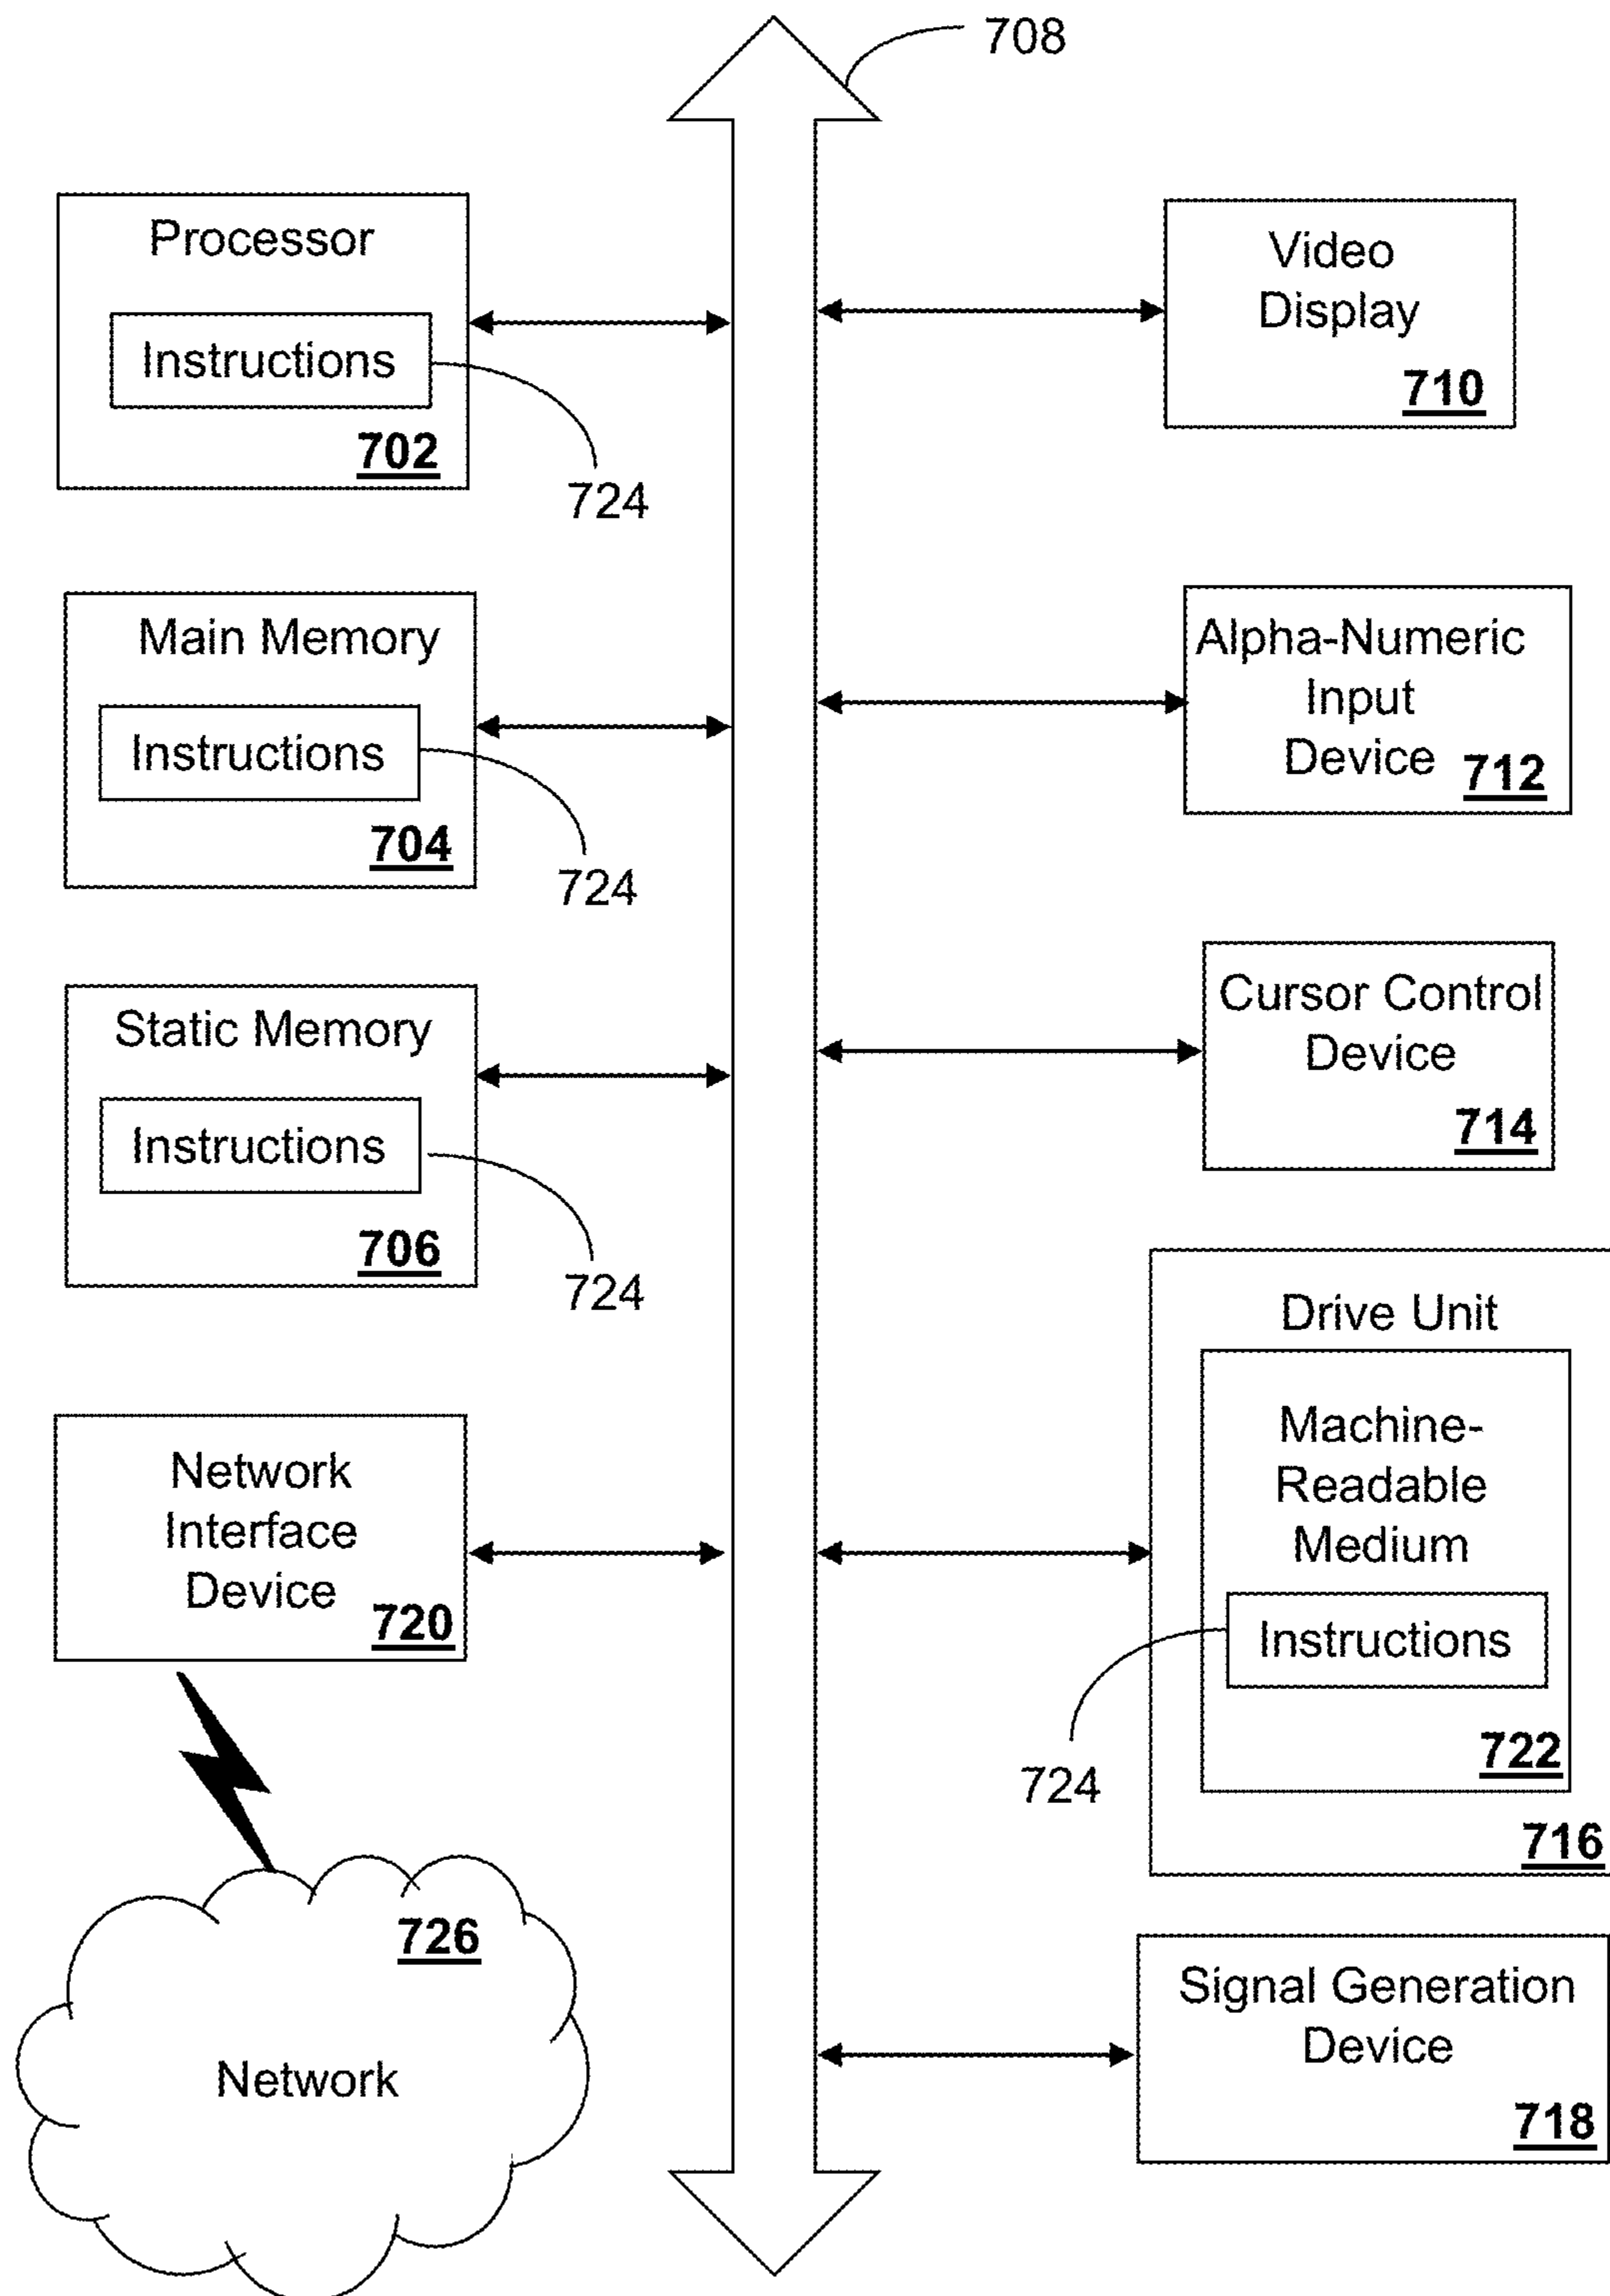 708
Processor
Instructions
702
724
Main Memory
Instructions
704
724
Static Memory
Instructions
706
724
Network
Interface
Device
720
726
Network
Video
Display
710
Alpha-Numeric
Input
Device
712
Cursor Control
Device
714
Drive Unit
Machine-
Readable
Medium
Instructions
724
722
716
Signal Generation
Device
718